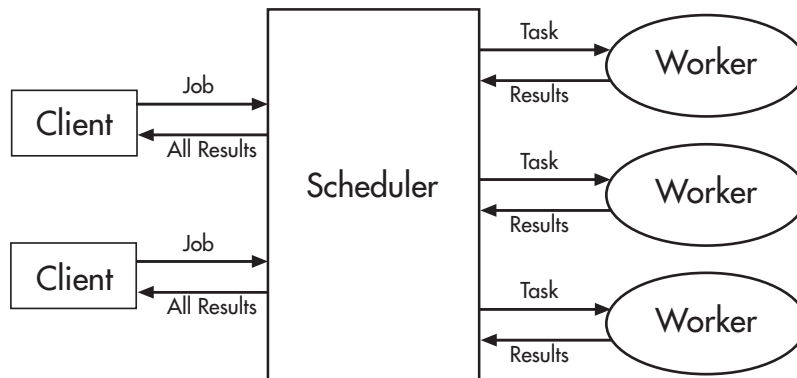 Task
Worker
Results
Job
Client
All Results
Scheduler
Task
Worker
Results
Job
Client
All Results
Task
Worker
Results